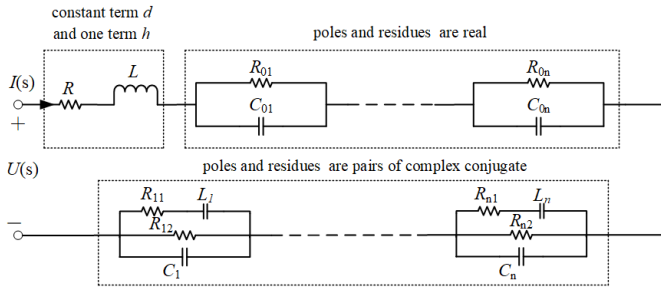 constant term d
and one term h
poles and residues are real
I(s)
R
L
R01
R0n
C01
C0n
+
U(s)
poles and residues are pairs of complex conjugate
R11
L1
Rn1
Ln
R12
Rn2
−
C1
Cn